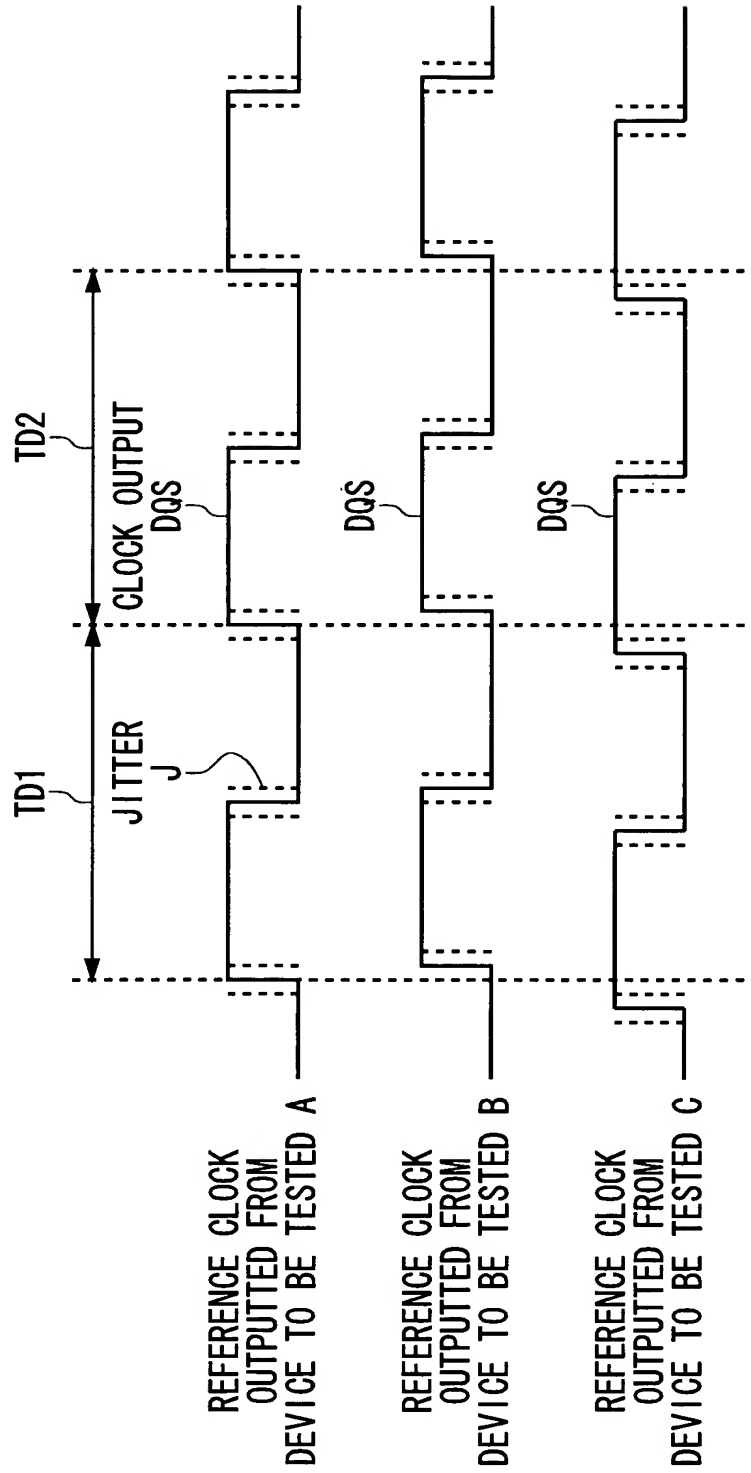 TD1
TD2
JITTER
J
CLOCK OUTPUT
DQS
REFERENCE CLOCK
OUTPUTTED FROM
DEVICE TO BE TESTED A
DQS
REFERENCE CLOCK
OUTPUTTED FROM
DEVICE TO BE TESTED B
DQS
REFERENCE CLOCK
OUTPUTTED FROM
DEVICE TO BE TESTED C